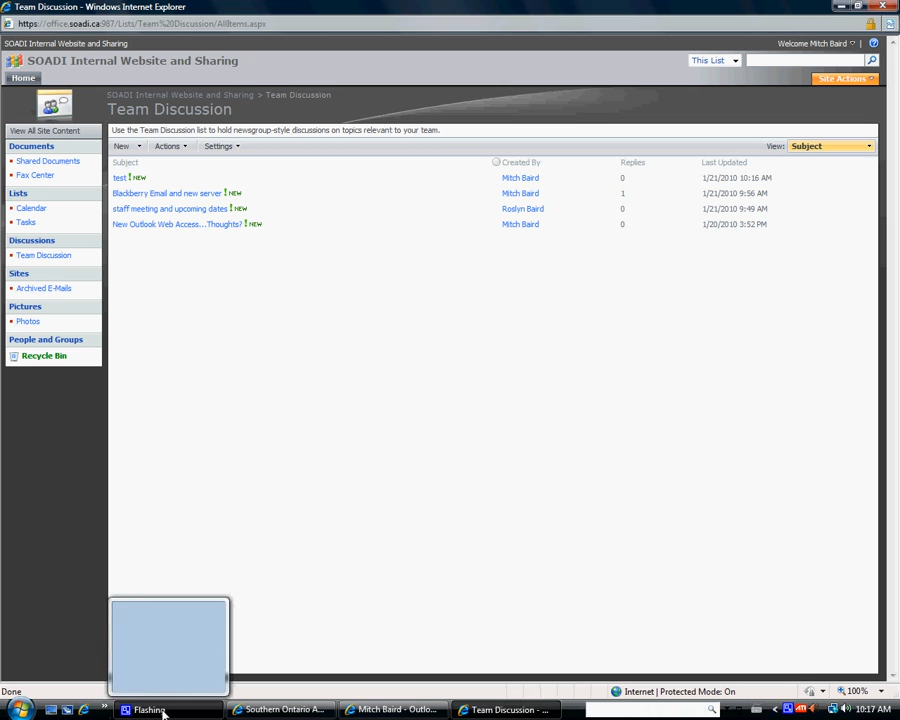 Team Discussion - Windows Internet Explorer
https://office.soadi.ca:987/Lists/Team%20Discussion/AllItems.aspx
SOADI Internal Website and Sharing
Welcome Mitch Baird
SOADI Internal Website and Sharing
This List
Home
Site Actions
SOADI Internal Website and Sharing > Team Discussion
Team Discussion
View All Site Content
Documents
Shared Documents
Fax Center
Lists
Calendar
Tasks
Discussions
Team Discussion
Sites
Archived E-Mails
Pictures
Photos
People and Groups
Recycle Bin
Use the Team Discussion list to hold newsgroup-style discussions on topics relevant to your team.
New Actions Settings View: Subject
Subject Created By Replies Last Updated
test ! NEW Mitch Baird 0 1/21/2010 10:16 AM
Blackberry Email and new server ! NEW Mitch Baird 1 1/21/2010 9:56 AM
staff meeting and upcoming dates ! NEW Roslyn Baird 0 1/21/2010 9:49 AM
New Outlook Web Access...Thoughts? ! NEW Mitch Baird 0 1/20/2010 3:52 PM
Done
Internet | Protected Mode: On
100%
Flashing
Southern Ontario A...
Mitch Baird - Outlo...
Team Discussion - ...
10:17 AM